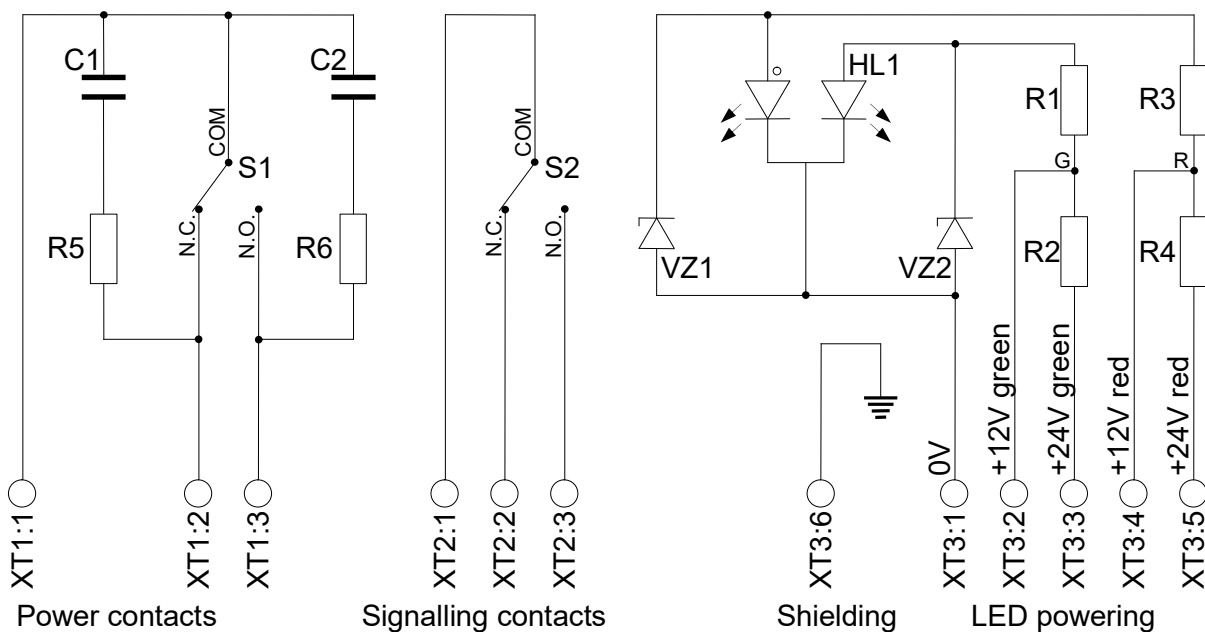 C1
C2
COM
S1
N.C.
N.O.
R5
R6
COM
S2
N.C.
N.O.
HL1
R1
R3
G
R
VZ1
VZ2
R2
R4
0V
+12V green
+24V green
+12V red
+24V red
XT1:1
XT1:2
XT1:3
XT2:1
XT2:2
XT2:3
XT3:6
XT3:1
XT3:2
XT3:3
XT3:4
XT3:5
Power contacts
Signalling contacts
Shielding
LED powering